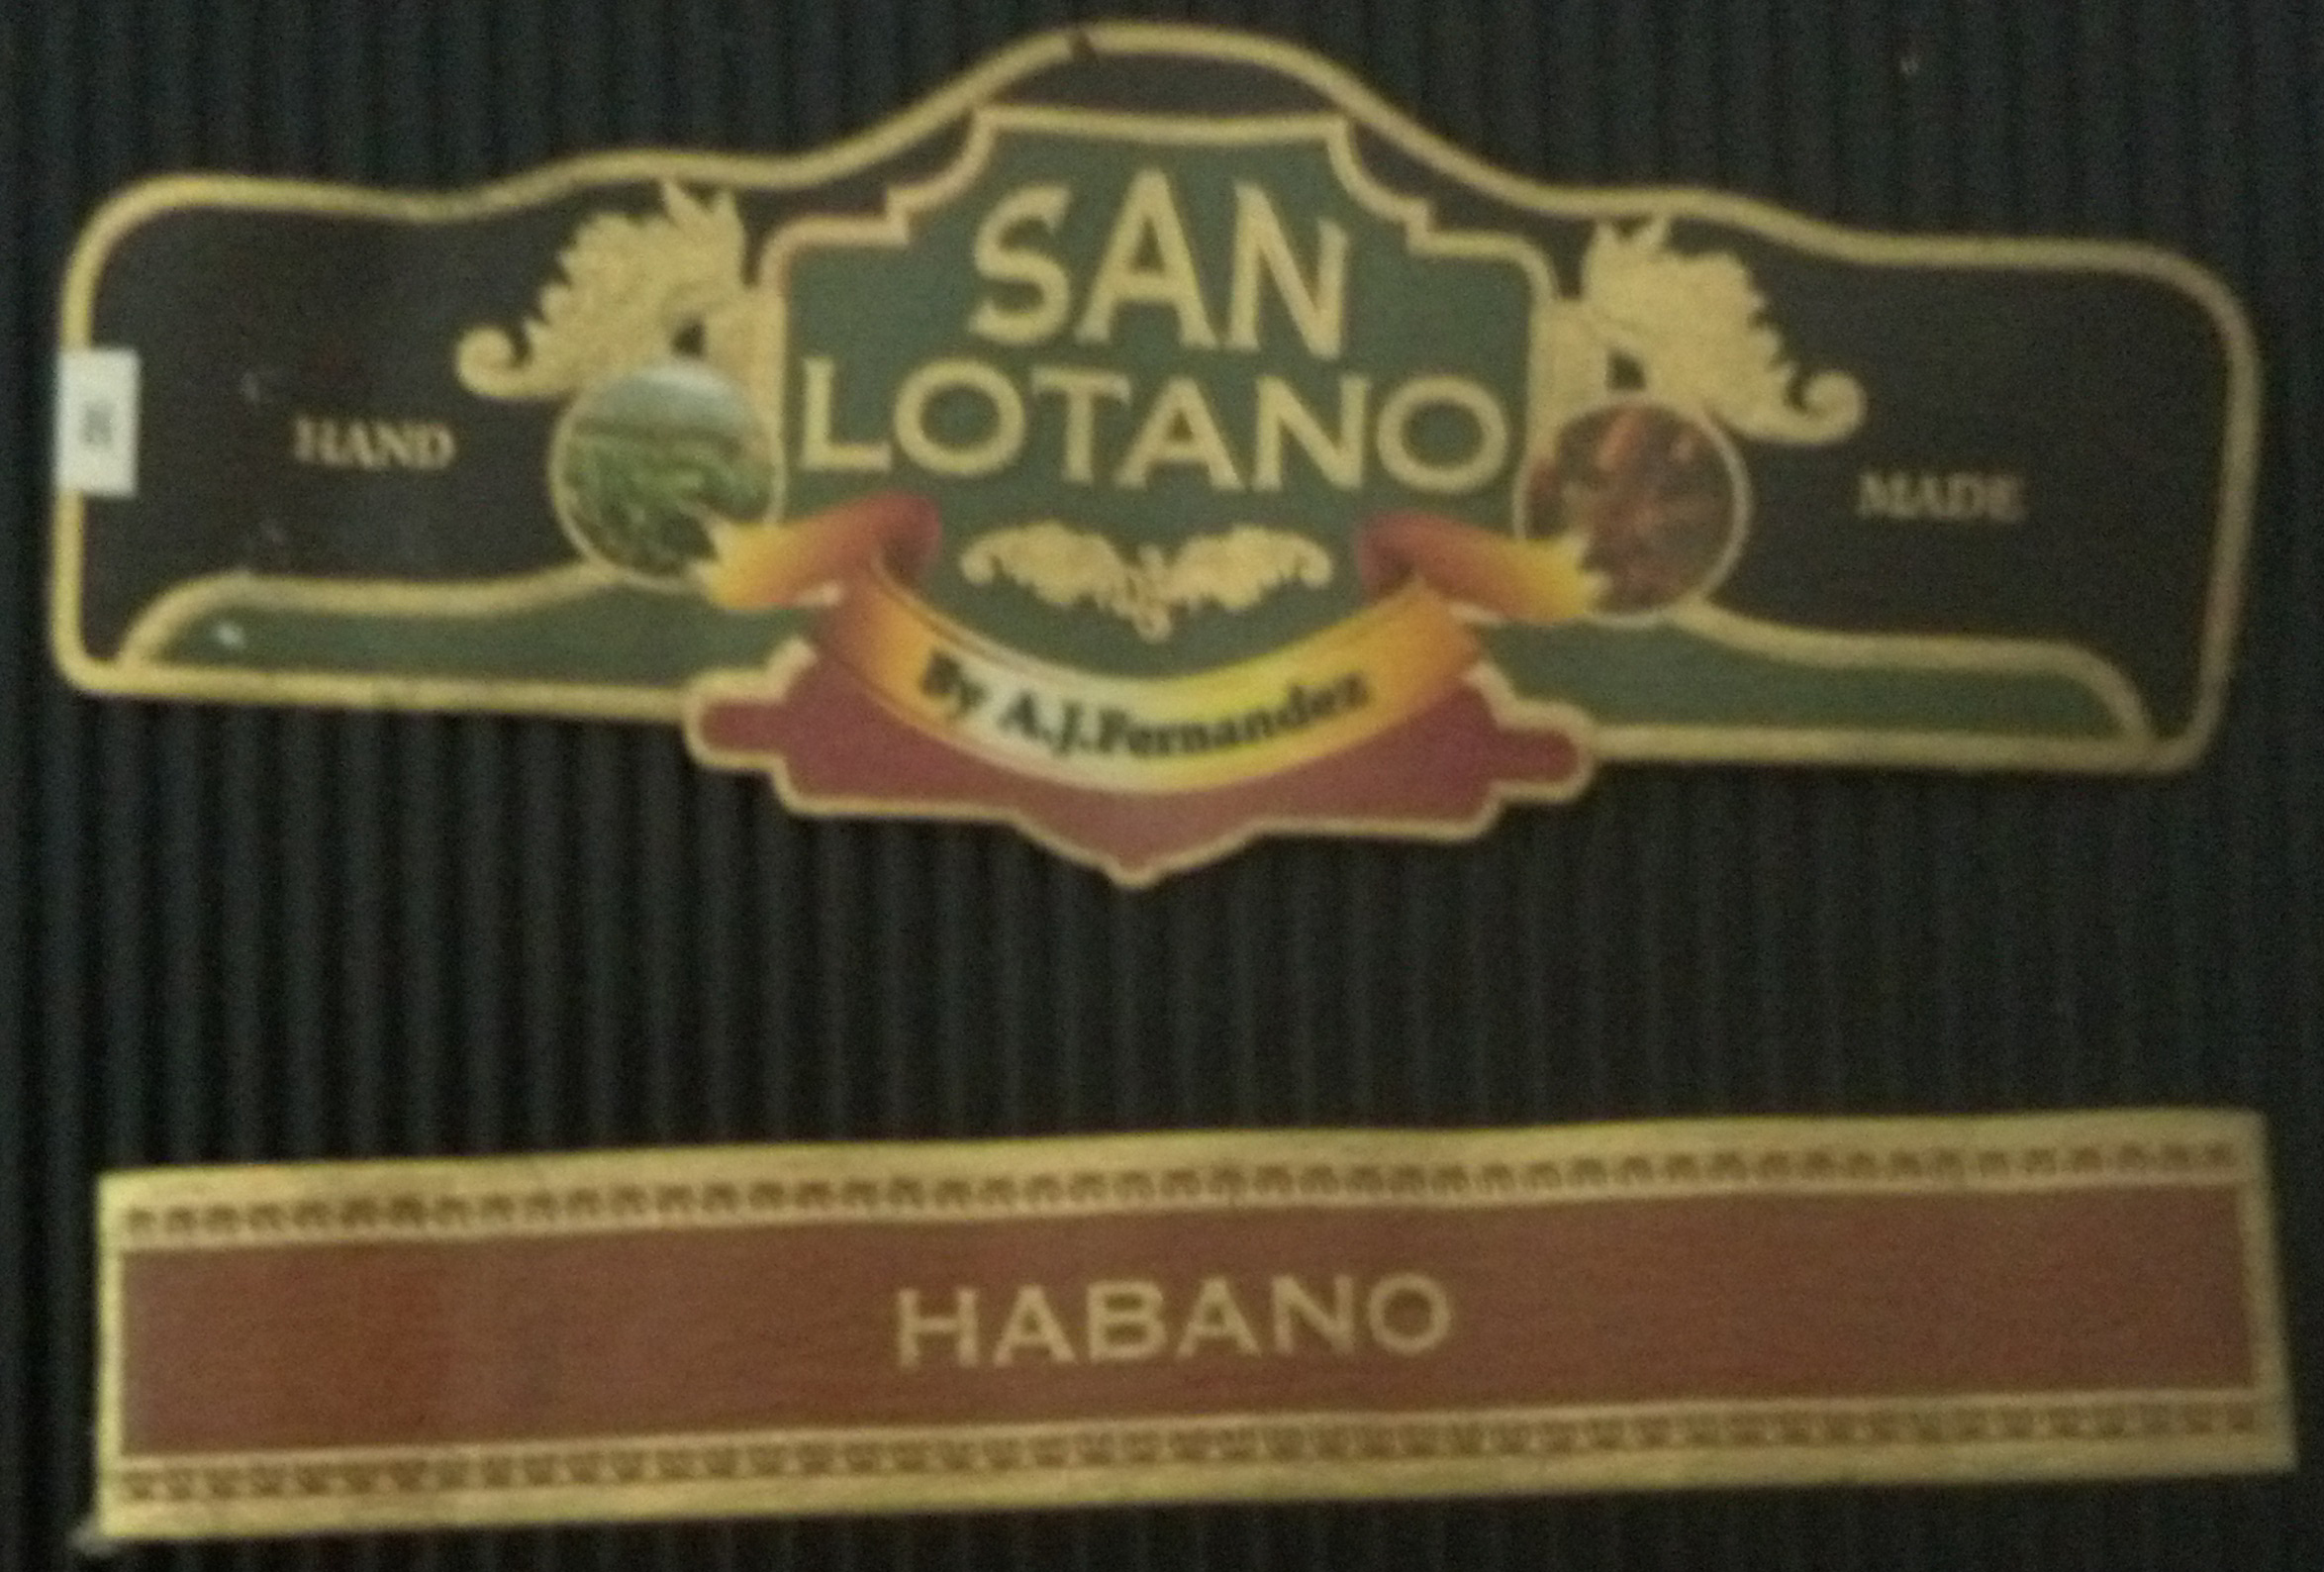 SAN
LOTANO
HAND
MADE
By A.J.Fernandez
HABANO